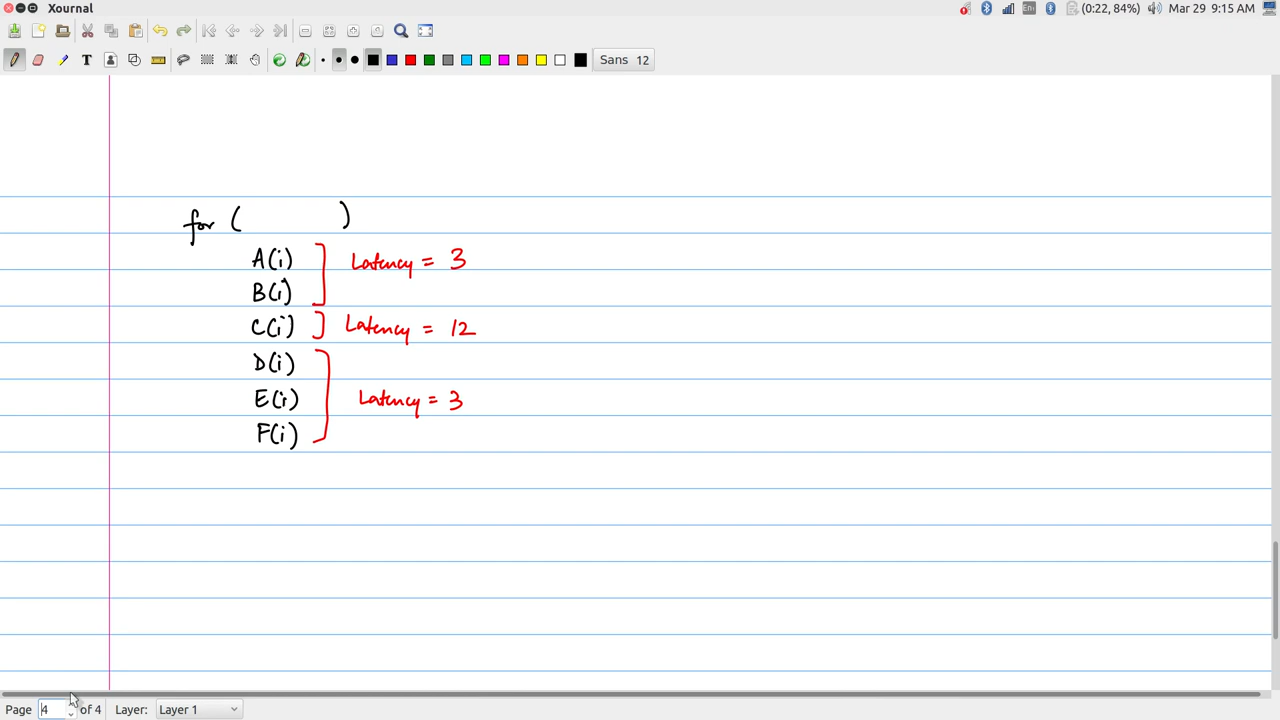 Xournal
En
(0:22, 84%)
Mar 29 9:15 AM
Sans 12
for ( )
A(i)
Latency = 3
B(i)
C(i)
Latency = 12
D(i)
E(i)
Latency = 3
F(i)
Page 4 of 4 Layer: Layer 1